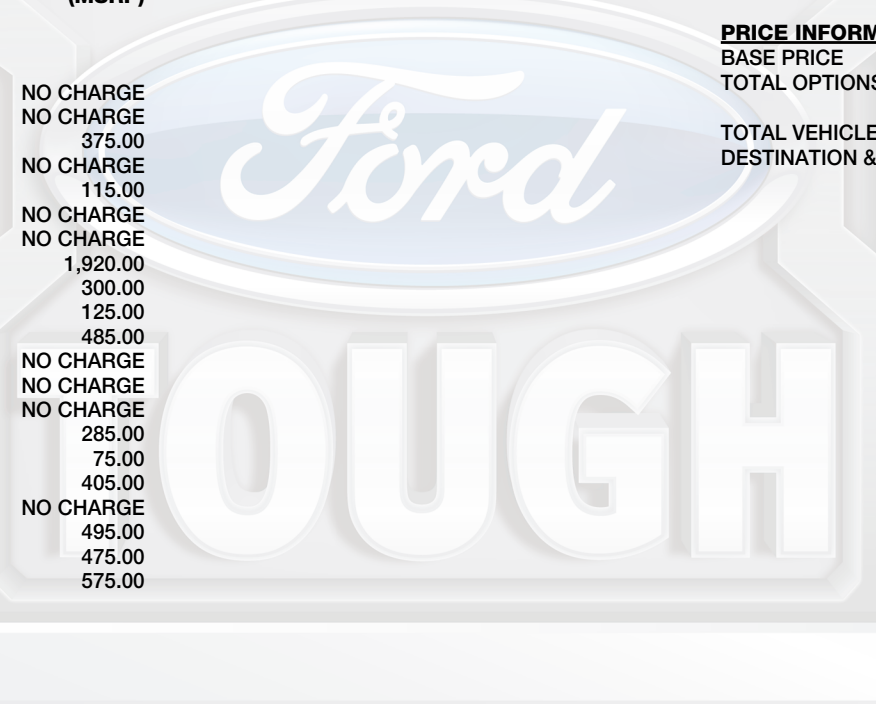 (MSRP)
NO CHARGE
NO CHARGE
375.00
NO CHARGE
115.00
NO CHARGE
NO CHARGE
1,920.00
300.00
125.00
485.00
NO CHARGE
NO CHARGE
NO CHARGE
285.00
75.00
405.00
NO CHARGE
495.00
475.00
575.00
PRICE INFORM
BASE PRICE
TOTAL OPTIONS
TOTAL VEHICLE
DESTINATION &
Ford
TOUGH